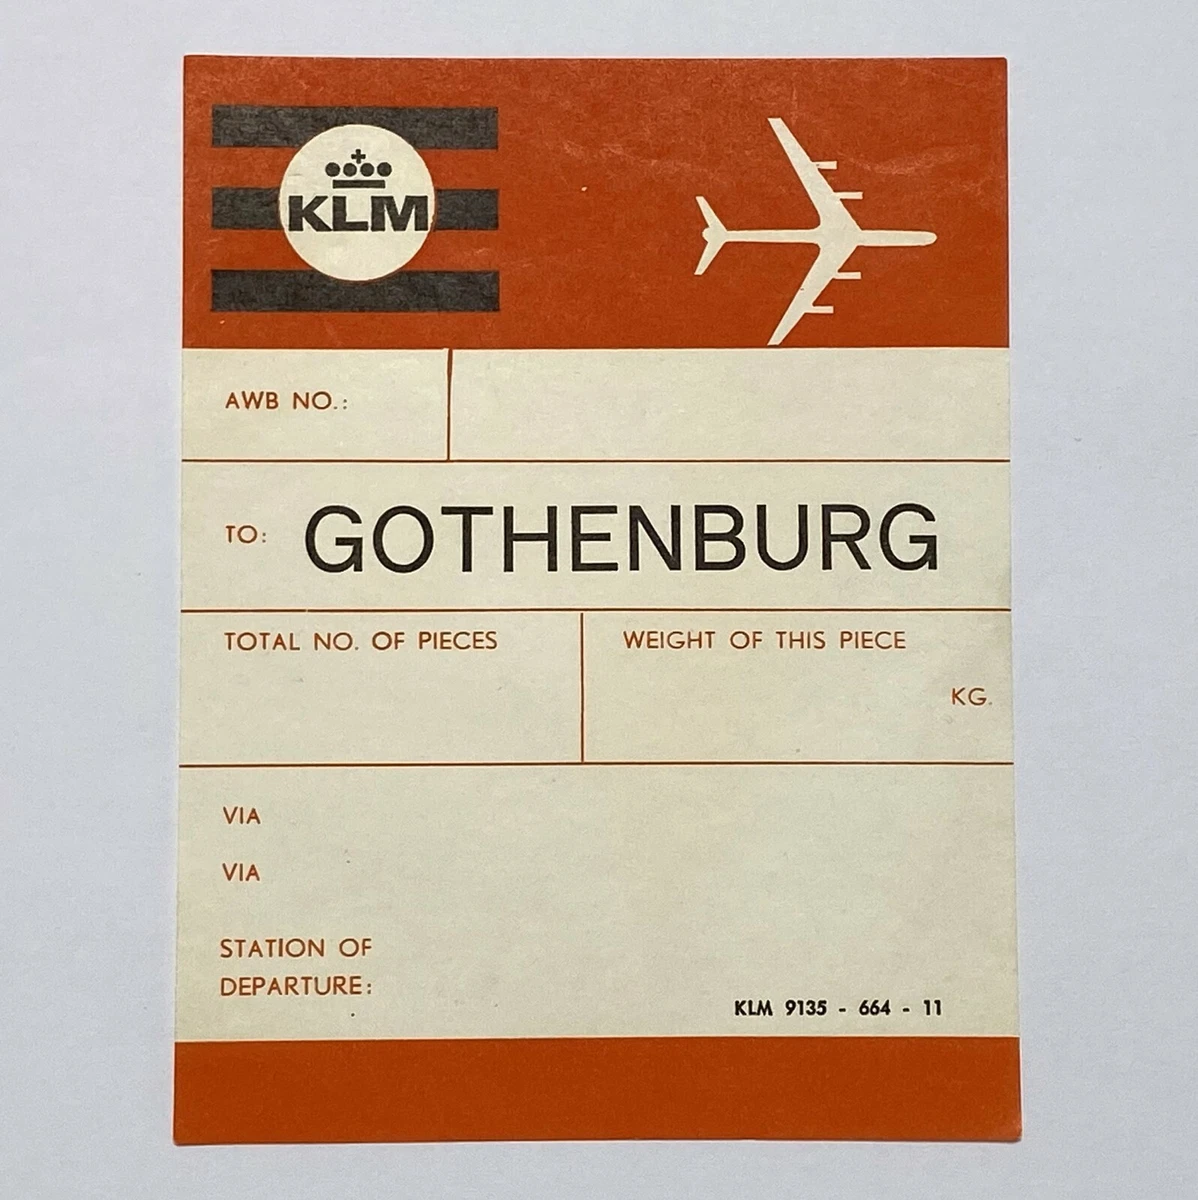 KLM
AWB NO.:
TO: GOTHENBURG
TOTAL NO. OF PIECES
WEIGHT OF THIS PIECE
KG.
VIA
VIA
STATION OF
DEPARTURE:
KLM 9135 - 664 - 11